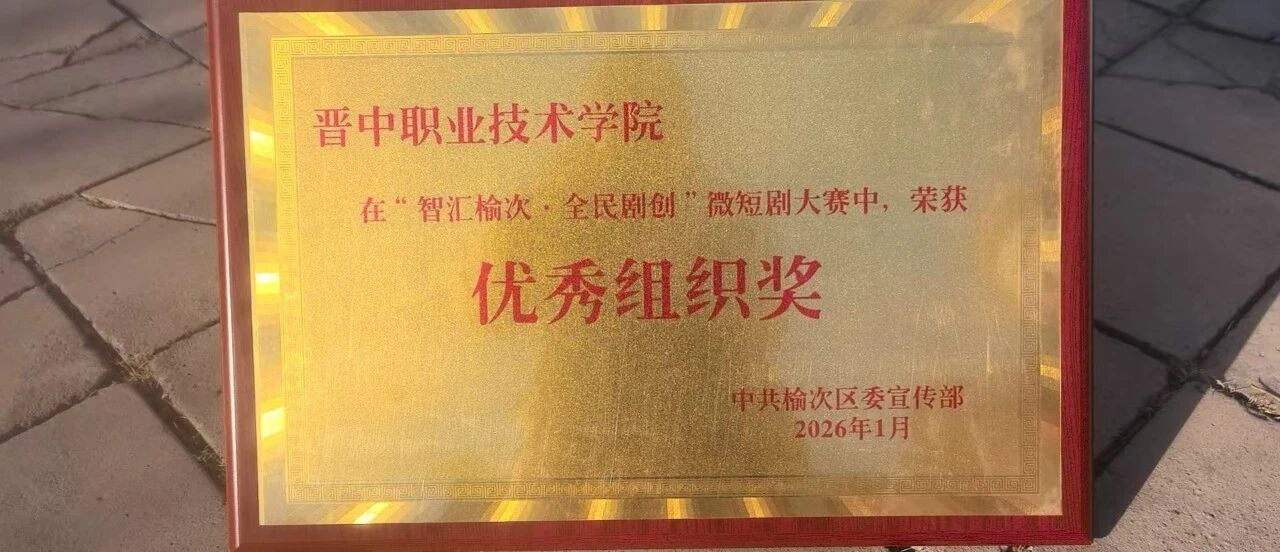 晋中职业技术学院
在“智汇榆次·全民剧创”微短剧大赛中，荣获
优秀组织奖
中共榆次区委宣传部
2026年1月